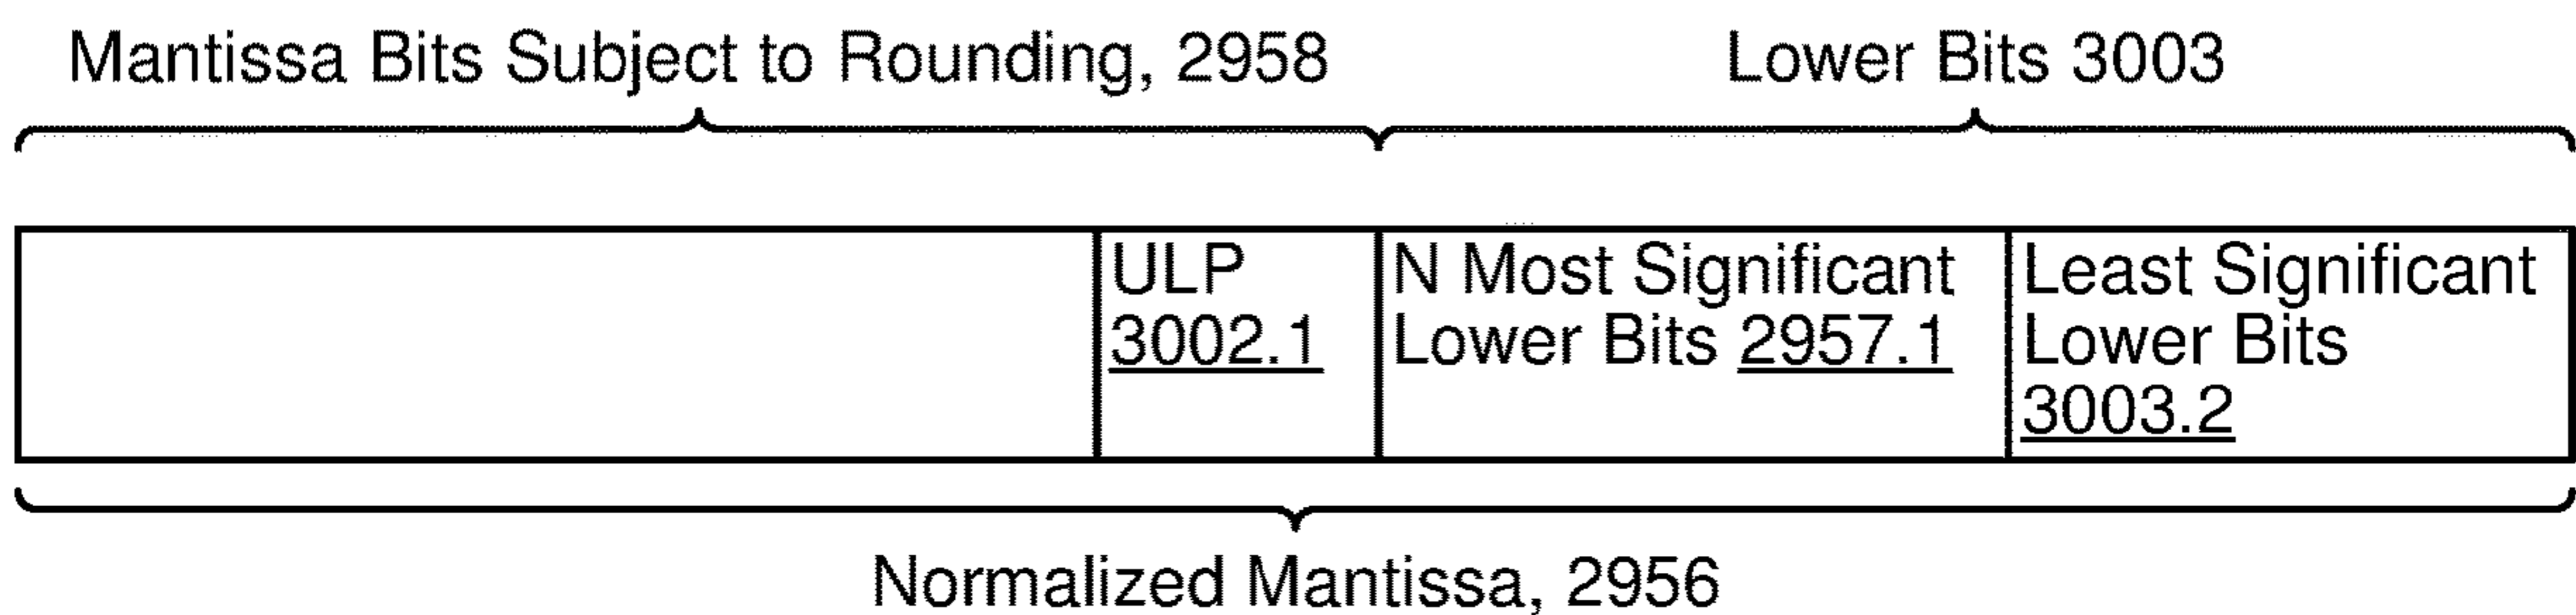 Mantissa Bits Subject to Rounding, 2958
Lower Bits 3003
ULP
3002.1
N Most Significant
Lower Bits 2957.1
Least Significant
Lower Bits
3003.2
Normalized Mantissa, 2956